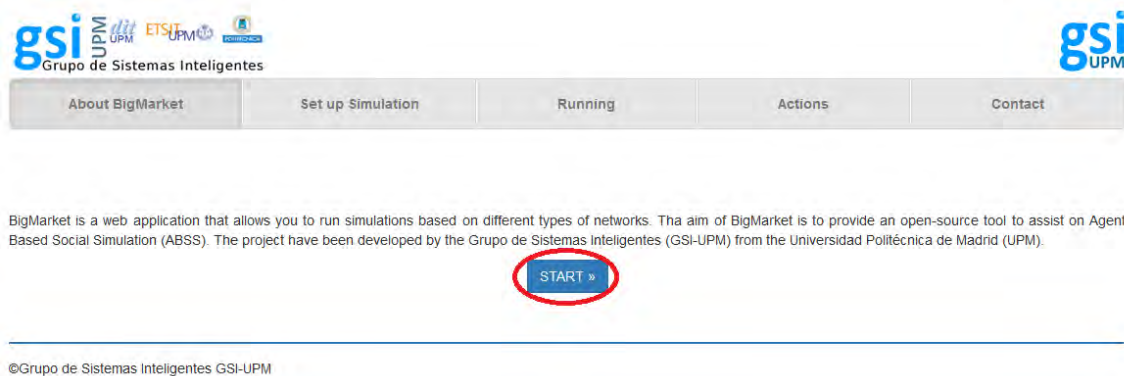 gsi UPM dit UPM ETSIT UPM POLITÉCNICA
Grupo de Sistemas Inteligentes
gsi
UPM
About BigMarket Set up Simulation Running Actions Contact
BigMarket is a web application that allows you to run simulations based on different types of networks. Tha aim of BigMarket is to provide an open-source tool to assist on Agent
Based Social Simulation (ABSS). The project have been developed by the Grupo de Sistemas Inteligentes (GSI-UPM) from the Universidad Politécnica de Madrid (UPM).
START »
©Grupo de Sistemas Inteligentes GSI-UPM